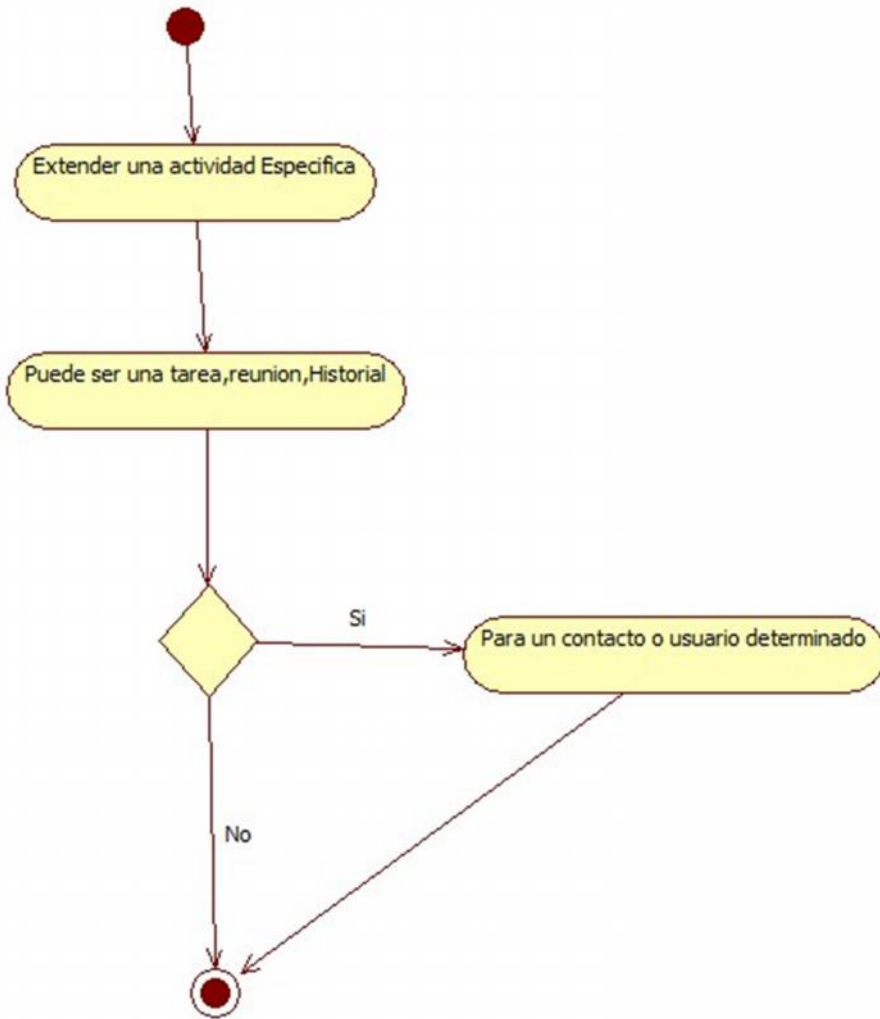 Extender una actividad Especifica
Puede ser una tarea,reunion,Historial
Si
Para un contacto o usuario determinado
No